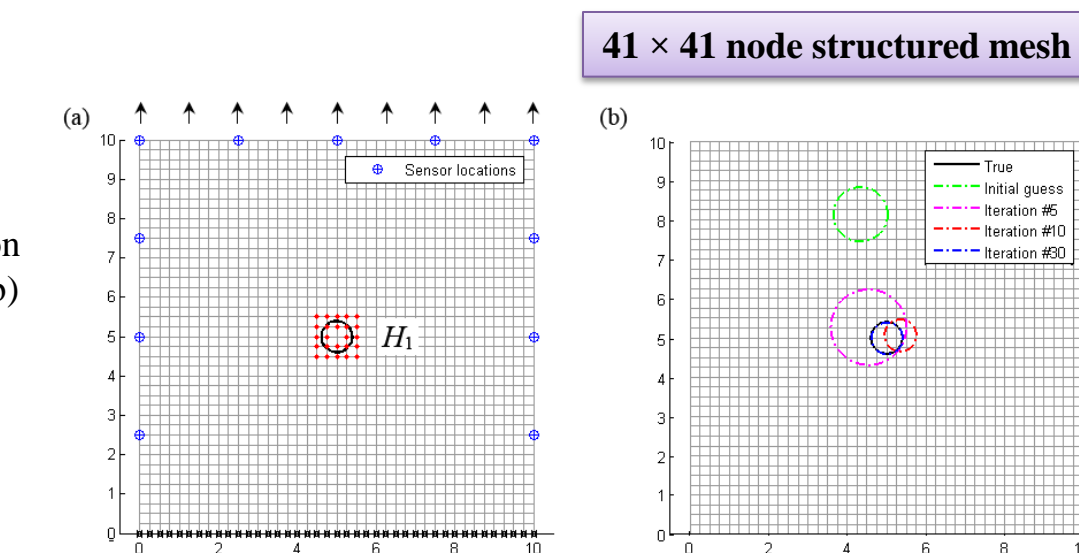 41 × 41 node structured mesh
on
b)
(a)
10
9
8
7
6
5
4
3
2
1
0
0
2
4
6
8
10
Sensor locations
H1
(b)
10
9
8
7
6
5
4
3
2
1
0
0
2
4
6
8
True
Initial guess
Iteration #5
Iteration #10
Iteration #30